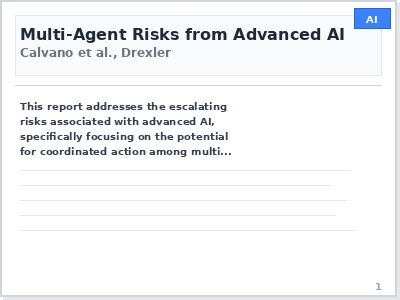 AI
Multi-Agent Risks from Advanced AI
Calvano et al., Drexler
This report addresses the escalating
risks associated with advanced AI,
specifically focusing on the potential
for coordinated action among multi...
1